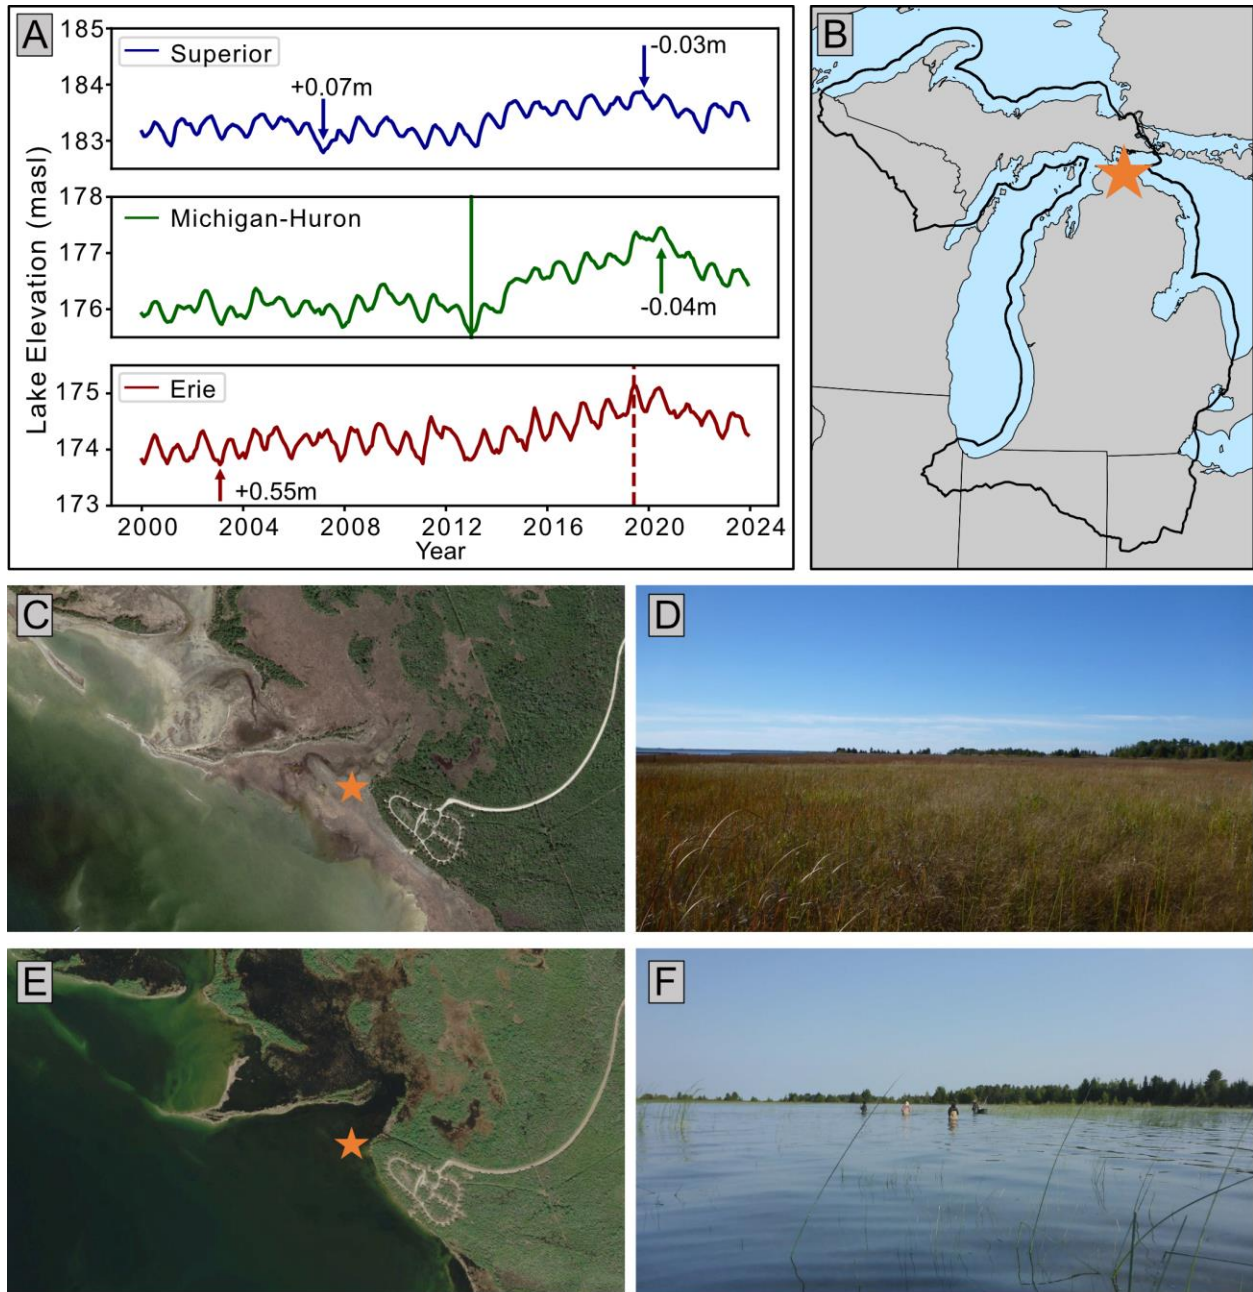 A
Lake Elevation (masl)
185
184
183
Superior
+0.07m
-0.03m
178
177
176
Michigan-Huron
-0.04m
175
174
173
Erie
+0.55m
2000 2004 2008 2012 2016 2020 2024
Year
B
C
D
E
F